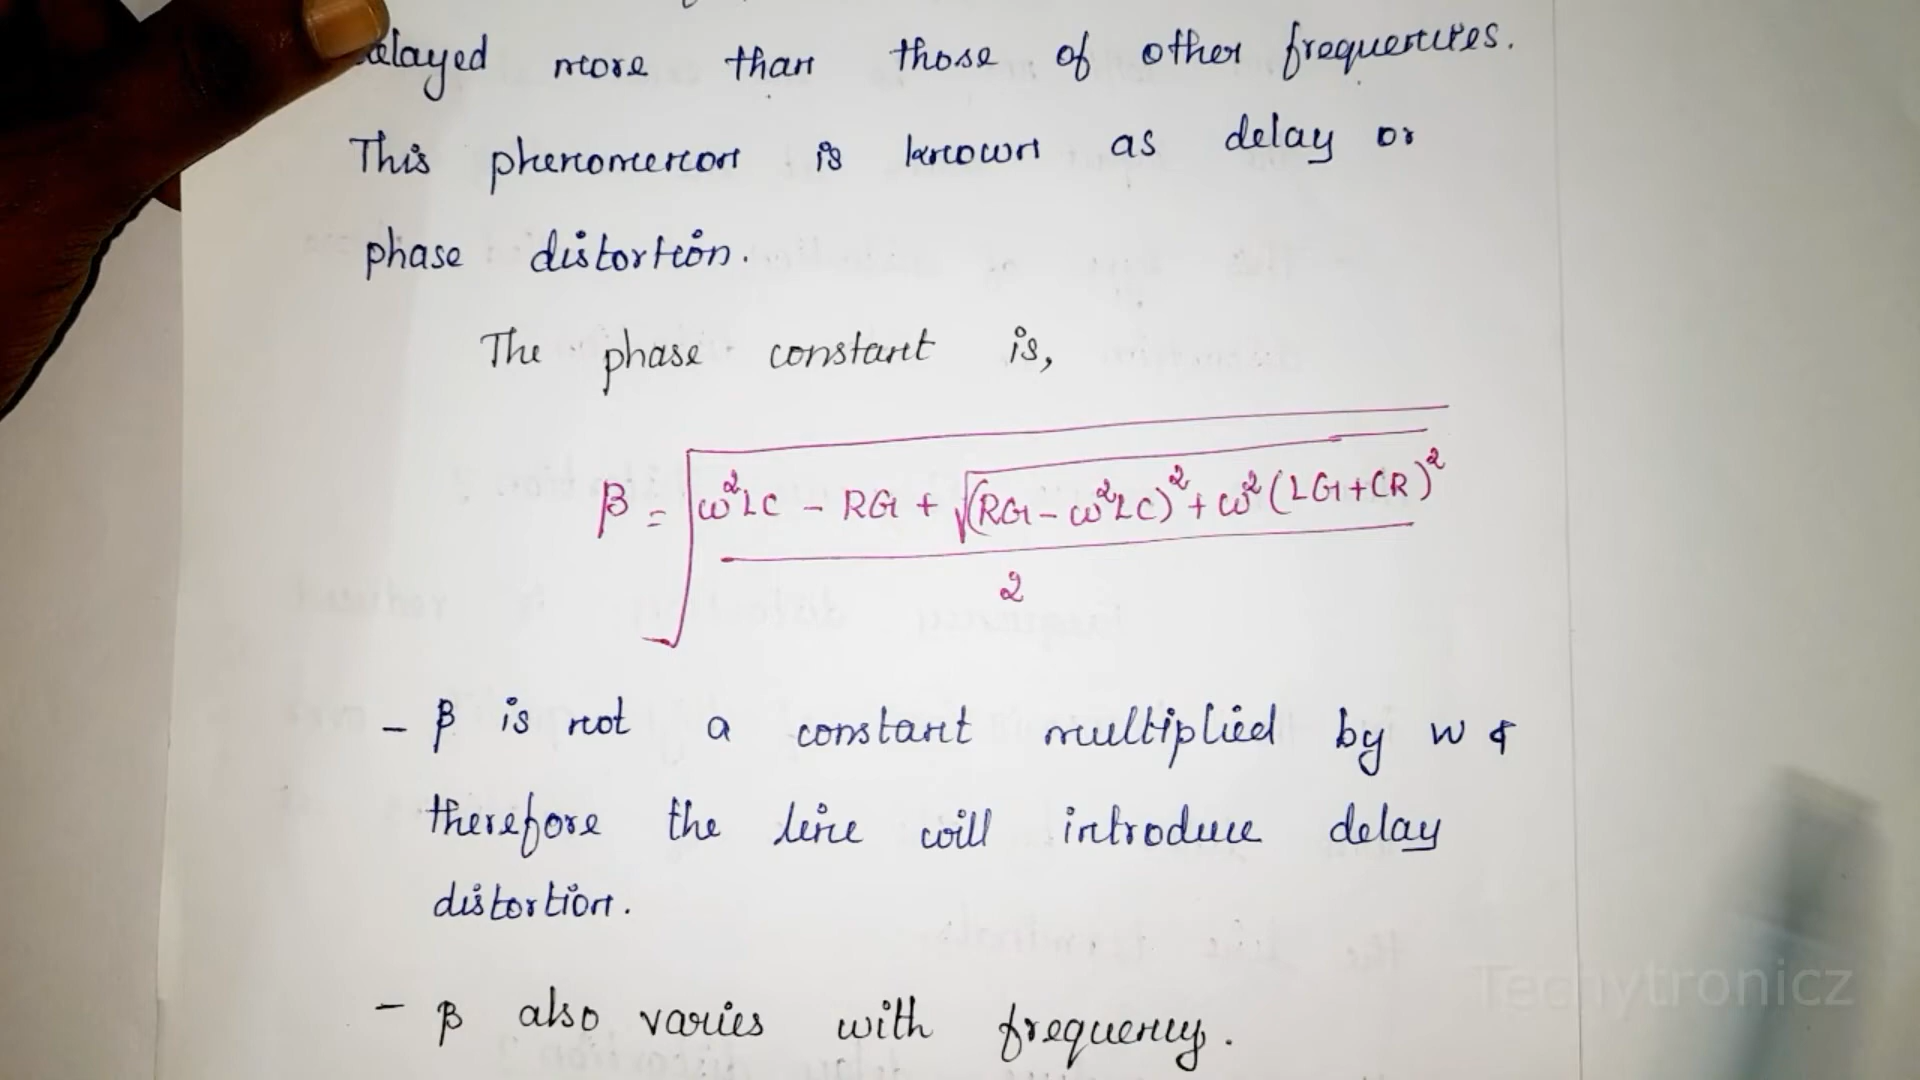 delayed more than those of other frequencies.
This phenomenon is known as delay or
phase distortion.
The phase constant is,
β = √((ω²LC - RG + √((RG - ω²LC)² + ω²(LG + CR)²)) / 2)
- β is not a constant multiplied by w &
therefore the line will introduce delay
distortion.
- β also varies with frequency.
Techytronicz